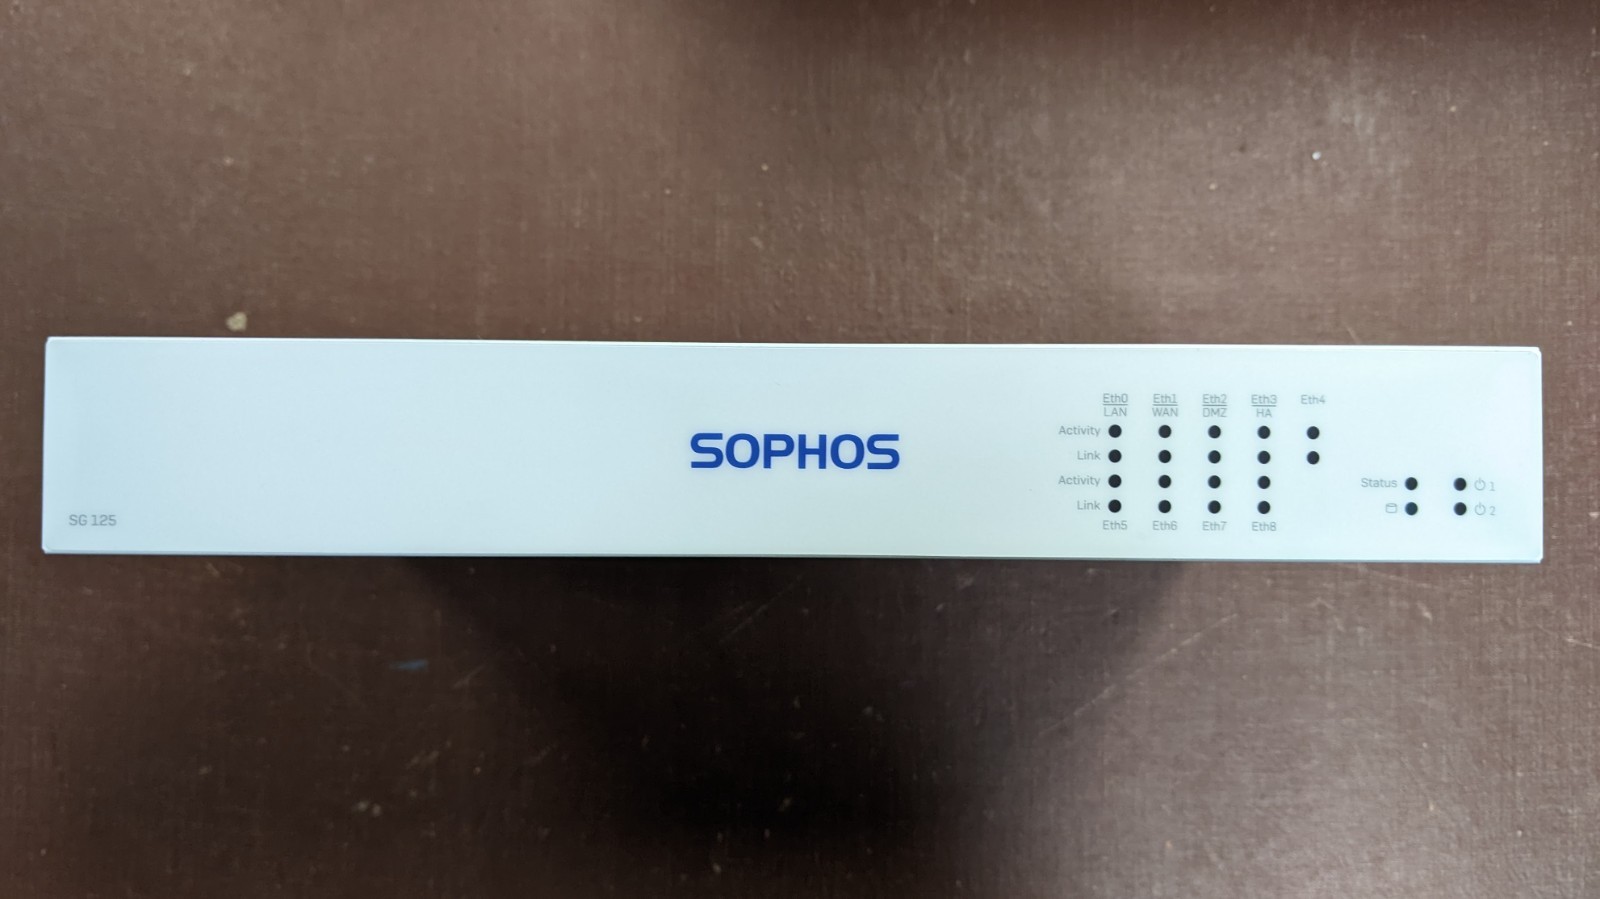 SOPHOS
SG 125
Eth0 Eth1 Eth2 Eth3 Eth4
LAN WAN DMZ HA
Activity
Link
Activity
Link
Eth5 Eth6 Eth7 Eth8
Status 1
2